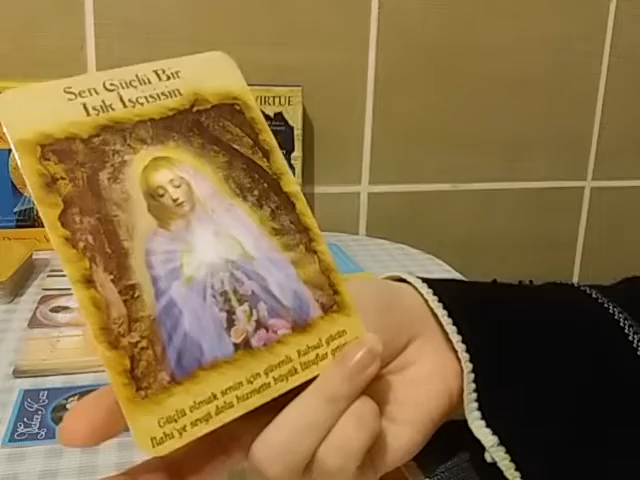 Sen Güçlü Bir
Işık İşçisisin
VIRTUE
Güçlü olmak senin için güvenli. Ruhsal gücün
İlahi'ye sevgi dolu hizmette büyük lütuflar